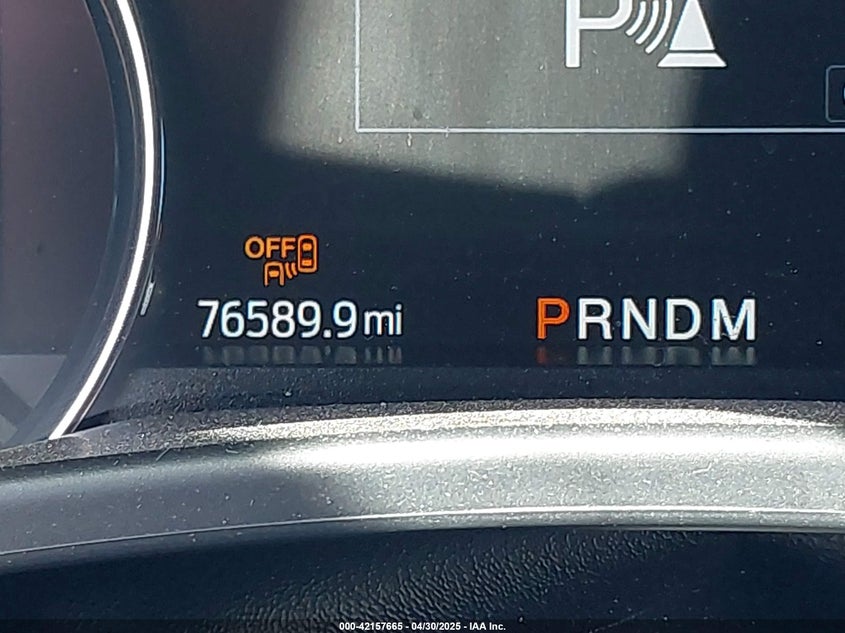 P
OFF
76589.9 mi
PRNDM
000-42157665 - 04/30/2025 - IAA Inc.